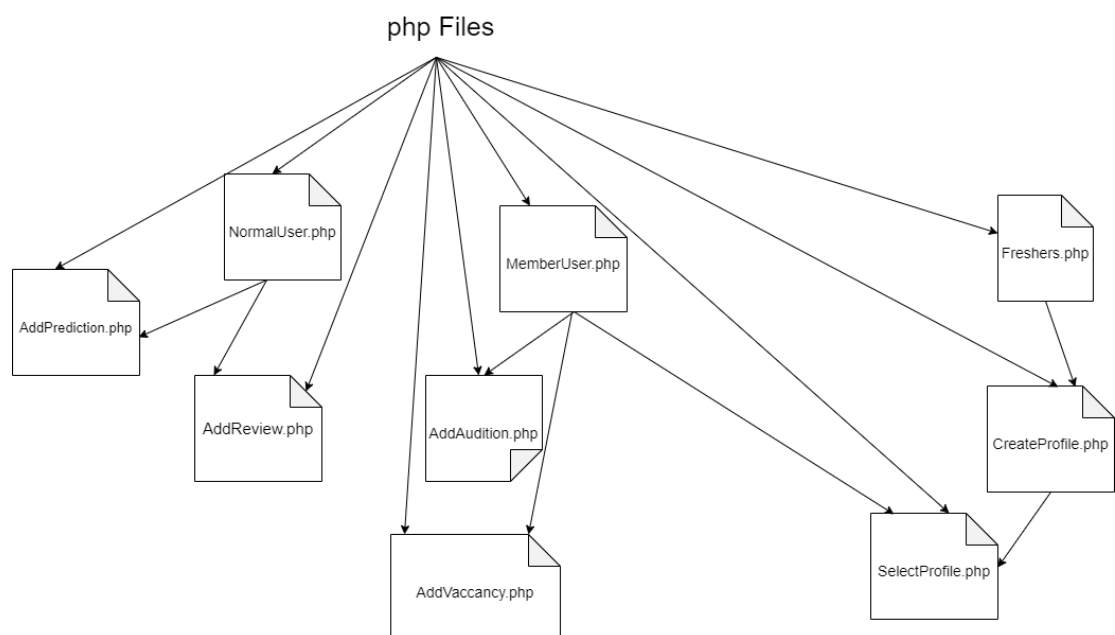 php Files
NormalUser.php
MemberUser.php
Freshers.php
AddPrediction.php
AddReview.php
AddAudition.php
CreateProfile.php
SelectProfile.php
AddVaccancy.php